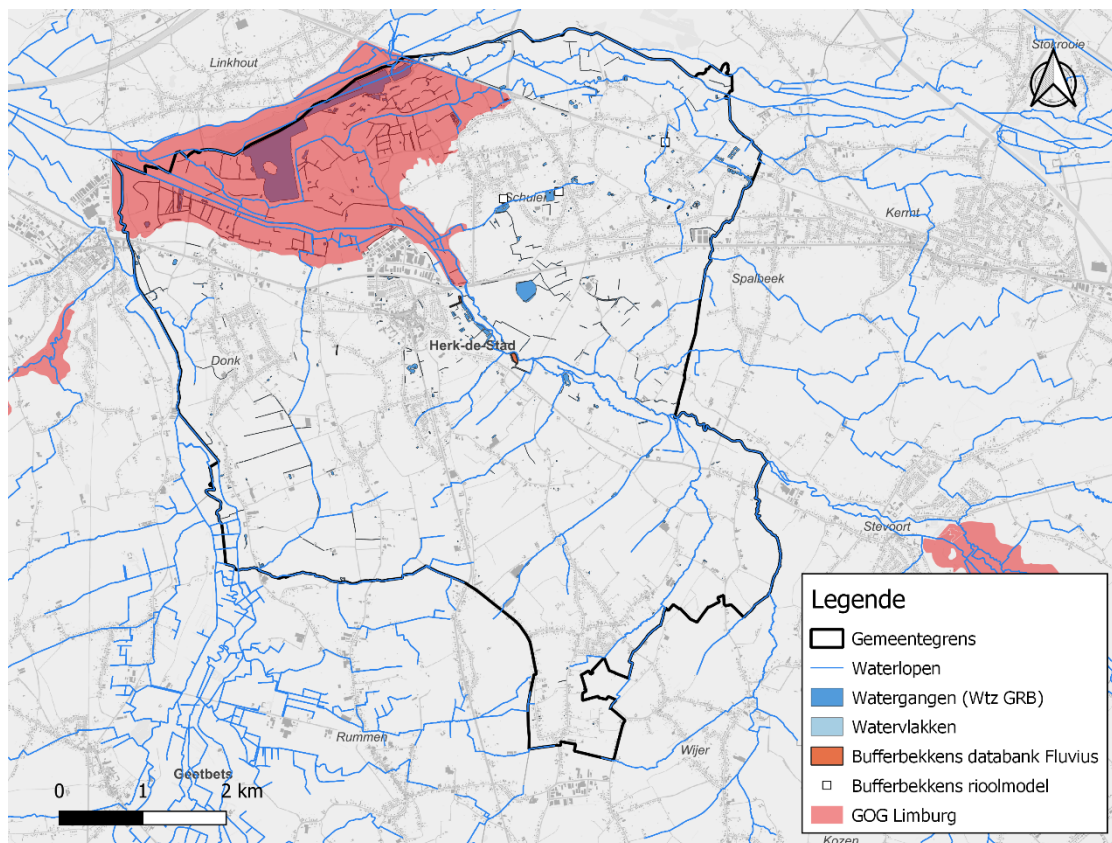 Linkhout
Stokrooie
Schulen
Kermt
Spalbeek
Herk-de-Stad
Donk
Stevoort
Rummen
Wijer
Geetbets
Kozen
0 1 2 km
Legende
Gemeentegrens
Waterlopen
Watergangen (Wtz GRB)
Watervlakken
Bufferbekkens databank Fluvius
Bufferbekkens rioolmodel
GOG Limburg